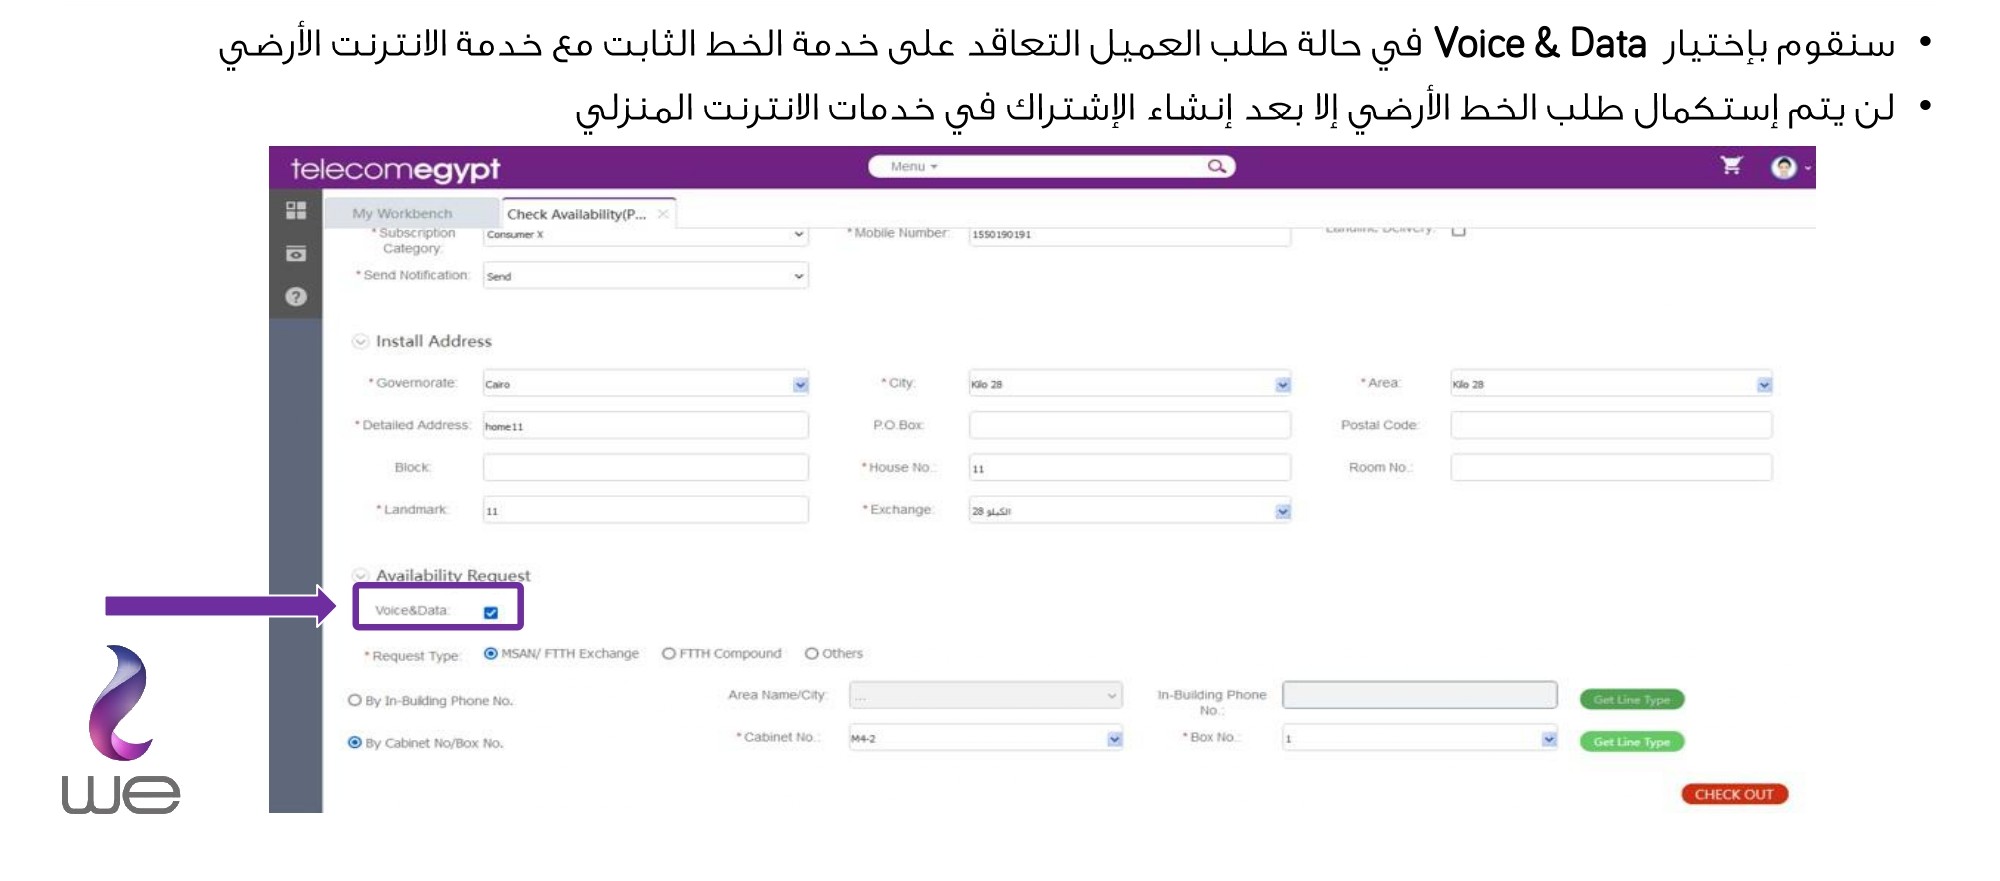 • سنقوم بإختيار Voice & Data في حالة طلب العميل التعاقد على خدمة الخط الثابت مع خدمة الانترنت الأرضي
• لن يتم إستكمال طلب الخط الأرضي إلا بعد إنشاء الإشتراك في خدمات الانترنت المنزلي
telecomegypt Menu
My Workbench Check Availability(P...
* Subscription Category: Consumer X * Mobile Number: 1550190191 Landline Delivery:
* Send Notification: Send
Install Address
* Governorate: Cairo * City: Kilo 28 * Area: Kilo 28
* Detailed Address: home11 P.O.Box: Postal Code:
Block: * House No.: 11 Room No.:
* Landmark: 11 * Exchange: الكيلو 28
Availability Request
Voice&Data:
* Request Type: MSAN/ FTTH Exchange FTTH Compound Others
By In-Building Phone No. Area Name/City: ... In-Building Phone No.: Get Line Type
By Cabinet No/Box No. * Cabinet No.: M4-2 * Box No.: 1 Get Line Type
CHECK OUT
we